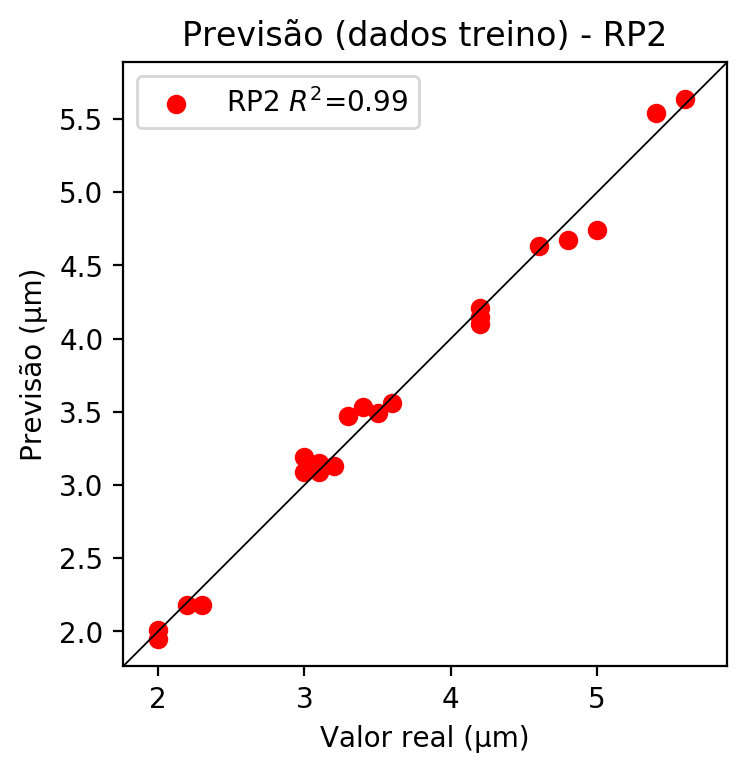 Previsão (dados treino) - RP2
RP2 R²=0.99
5.5
5.0
4.5
4.0
3.5
3.0
2.5
2.0
Previsão (µm)
2 3 4 5
Valor real (µm)